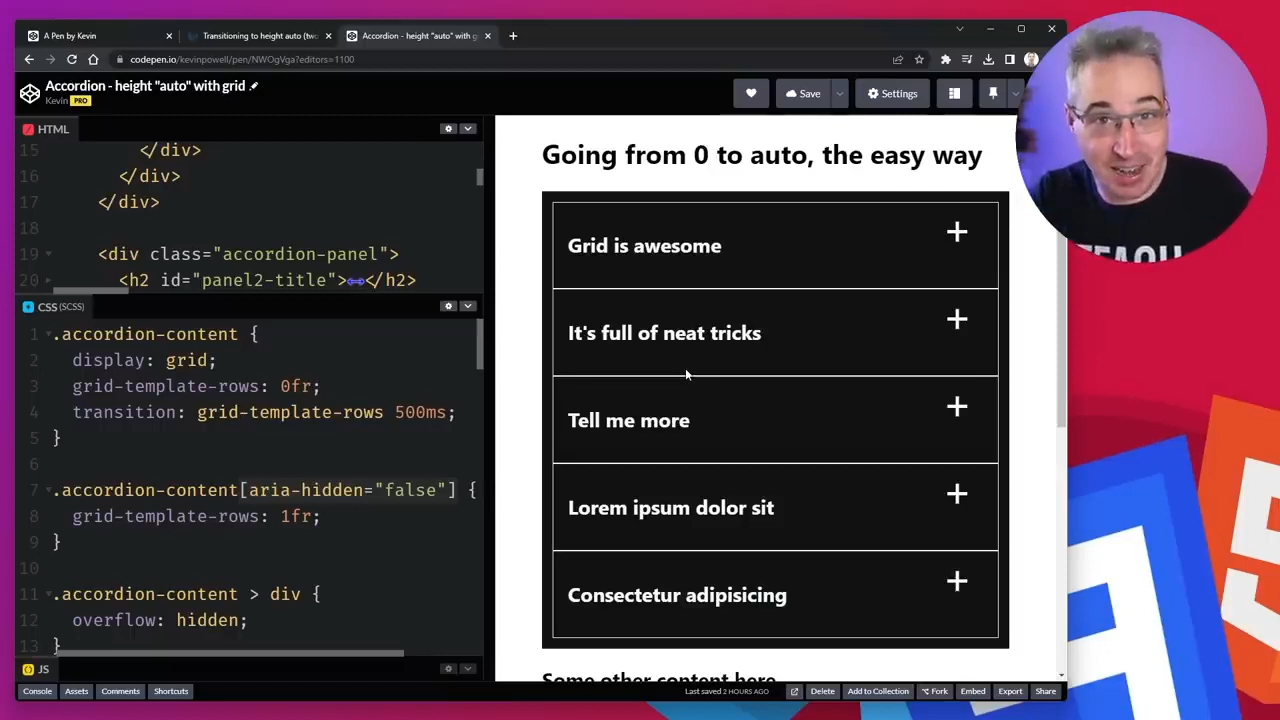 A Pen by Kevin
Transitioning to height auto (two
Accordion - height "auto" with g
codepen.io/kevinpowell/pen/NWOgVga?editors=1100
Accordion - height "auto" with grid
Kevin PRO
Save
Settings
HTML
15 </div>
16 </div>
17 </div>
18
19 <div class="accordion-panel">
20 <h2 id="panel2-title"></h2>
CSS (SCSS)
1 .accordion-content {
2 display: grid;
3 grid-template-rows: 0fr;
4 transition: grid-template-rows 500ms;
5 }
6
7 .accordion-content[aria-hidden="false"] {
8 grid-template-rows: 1fr;
9 }
10
11 .accordion-content > div {
12 overflow: hidden;
13 }
JS
Going from 0 to auto, the easy way
Grid is awesome
It's full of neat tricks
Tell me more
Lorem ipsum dolor sit
Consectetur adipisicing
Some other content here
Console
Assets
Comments
Shortcuts
Last saved 2 HOURS AGO
Delete
Add to Collection
Fork
Embed
Export
Share